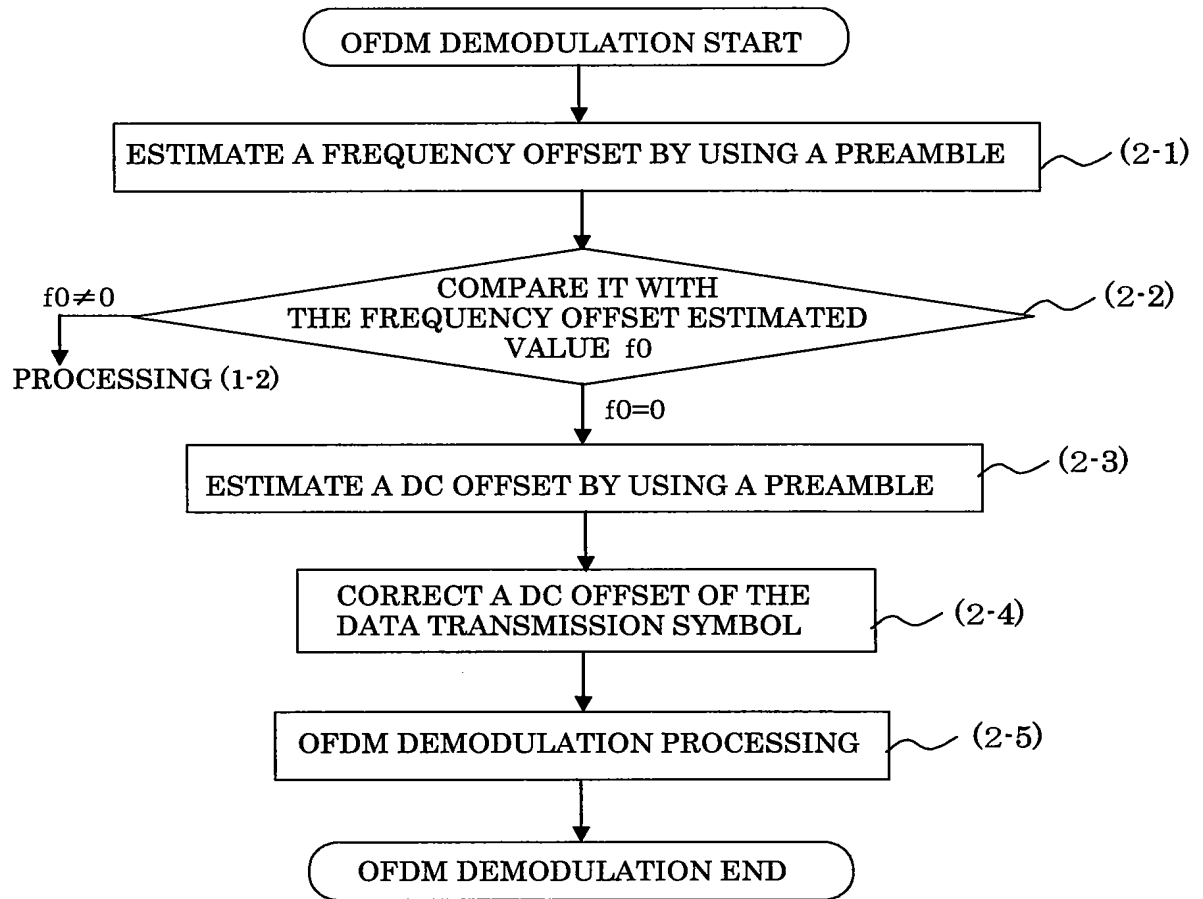 OFDM DEMODULATION START
ESTIMATE A FREQUENCY OFFSET BY USING A PREAMBLE
(2-1)
COMPARE IT WITH
THE FREQUENCY OFFSET ESTIMATED
VALUE f0
(2-2)
f0≠0
PROCESSING (1-2)
f0=0
ESTIMATE A DC OFFSET BY USING A PREAMBLE
(2-3)
CORRECT A DC OFFSET OF THE
DATA TRANSMISSION SYMBOL
(2-4)
OFDM DEMODULATION PROCESSING
(2-5)
OFDM DEMODULATION END